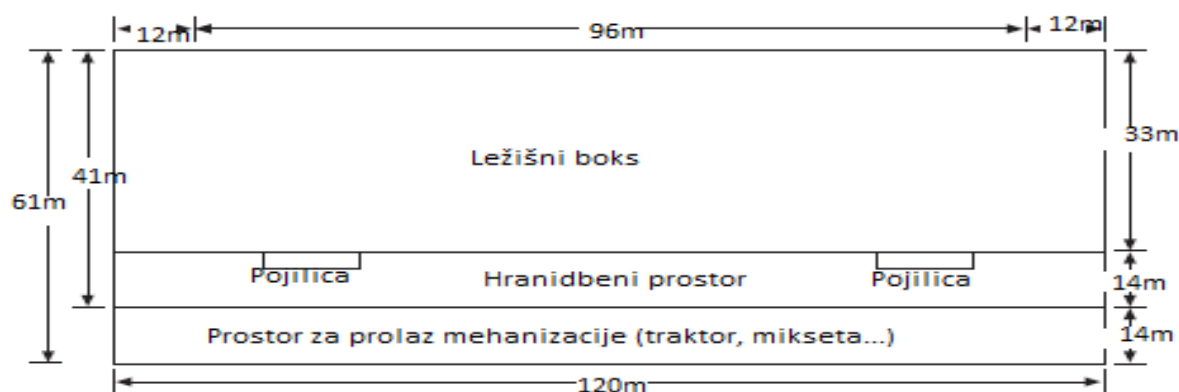 12m
96m
12m
Ležišni boks
33m
41m
61m
Pojilica
Hranidbeni prostor
Pojilica
14m
Prostor za prolaz mehanizacije (traktor, mikseta...)
14m
120m